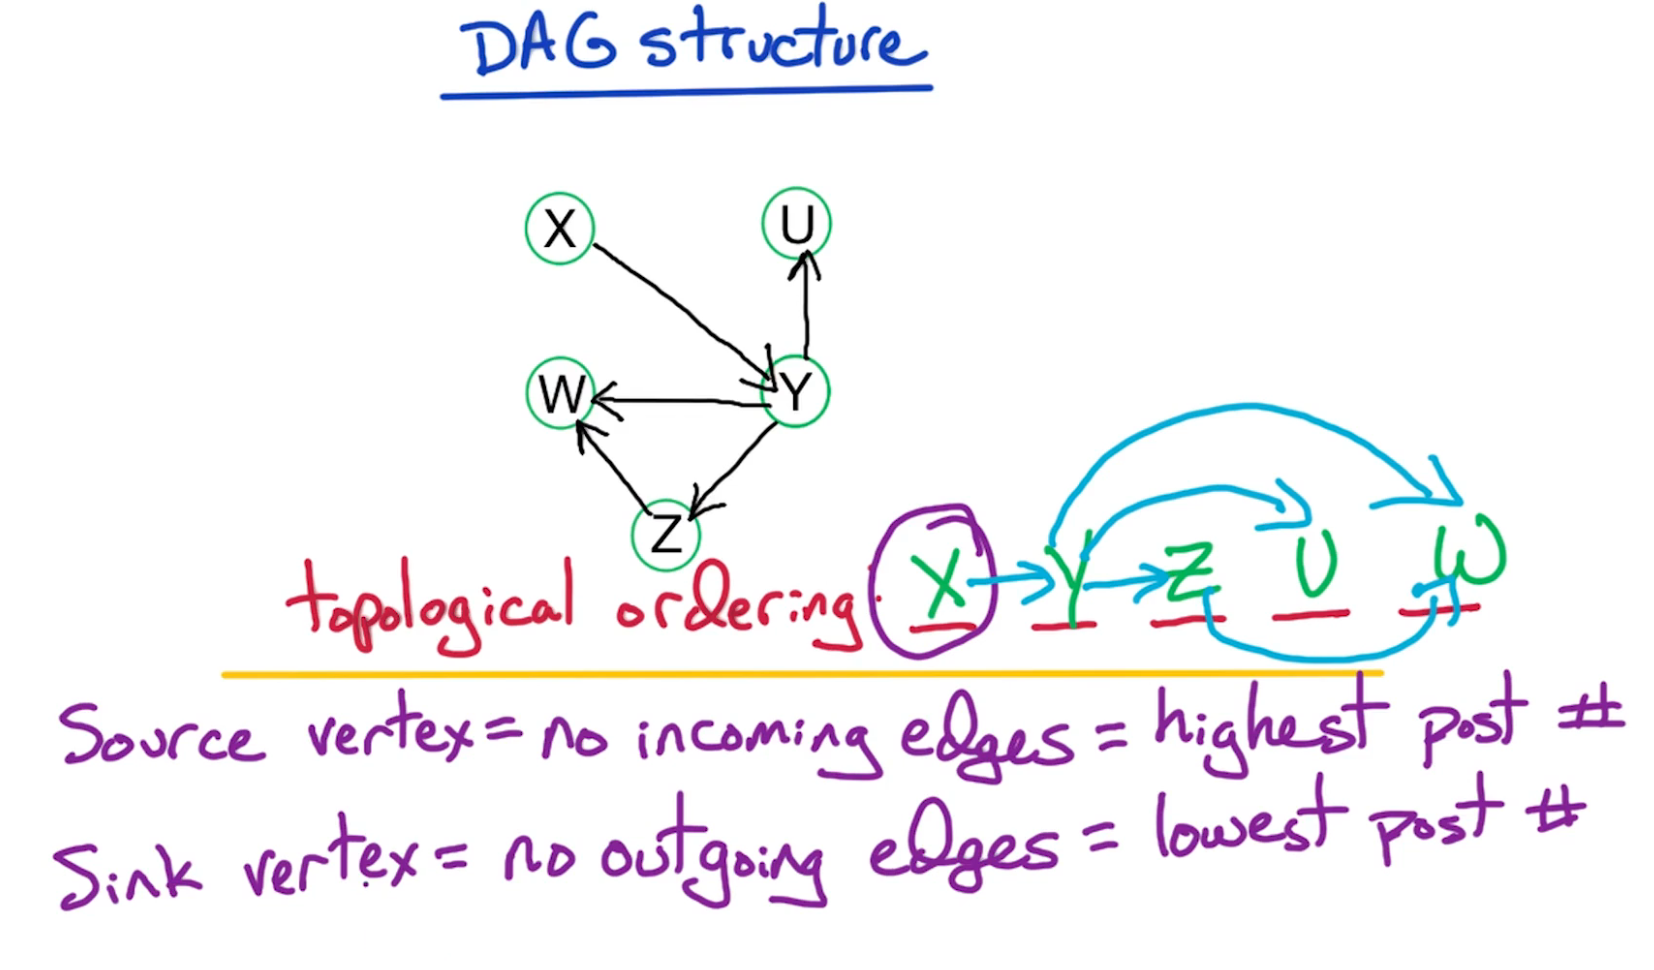 DAG structure
X U
W Y
Z
topological ordering: X Y Z U W
Source vertex = no incoming edges = highest post #
Sink vertex = no outgoing edges = lowest post #